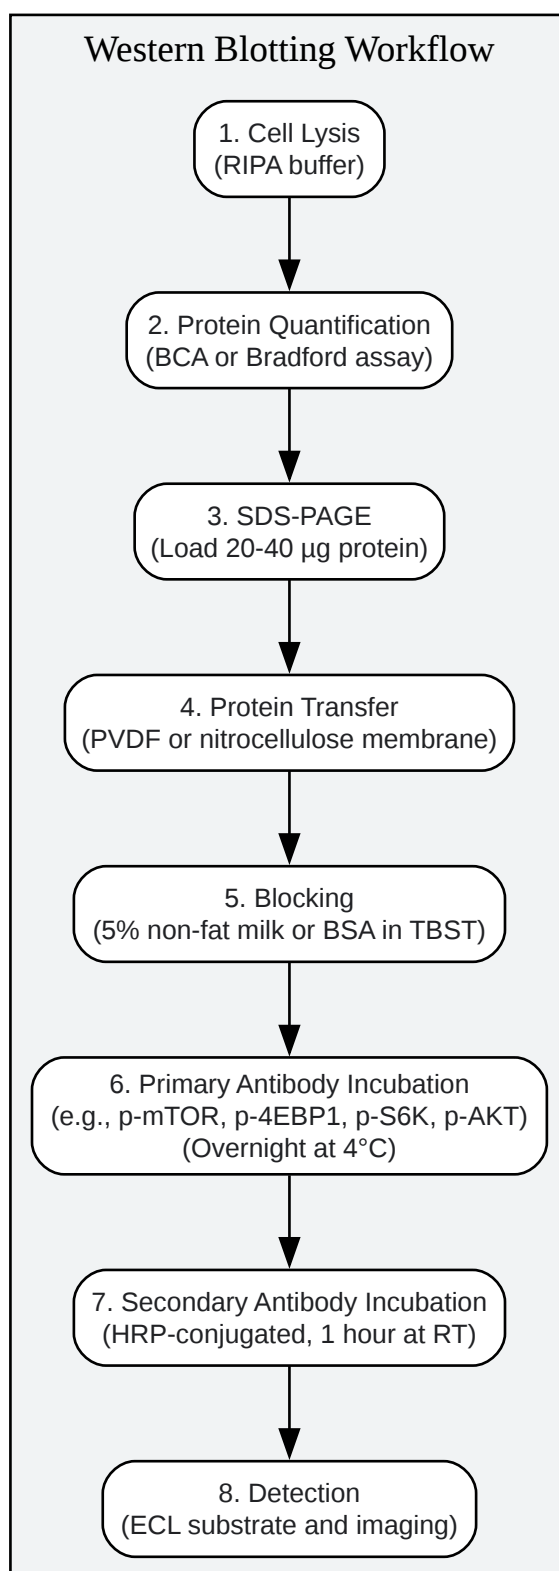 Western Blotting Workflow
1. Cell Lysis
(RIPA buffer)
2. Protein Quantification
(BCA or Bradford assay)
3. SDS-PAGE
(Load 20-40 µg protein)
4. Protein Transfer
(PVDF or nitrocellulose membrane)
5. Blocking
(5% non-fat milk or BSA in TBST)
6. Primary Antibody Incubation
(e.g., p-mTOR, p-4EBP1, p-S6K, p-AKT)
(Overnight at 4°C)
7. Secondary Antibody Incubation
(HRP-conjugated, 1 hour at RT)
8. Detection
(ECL substrate and imaging)